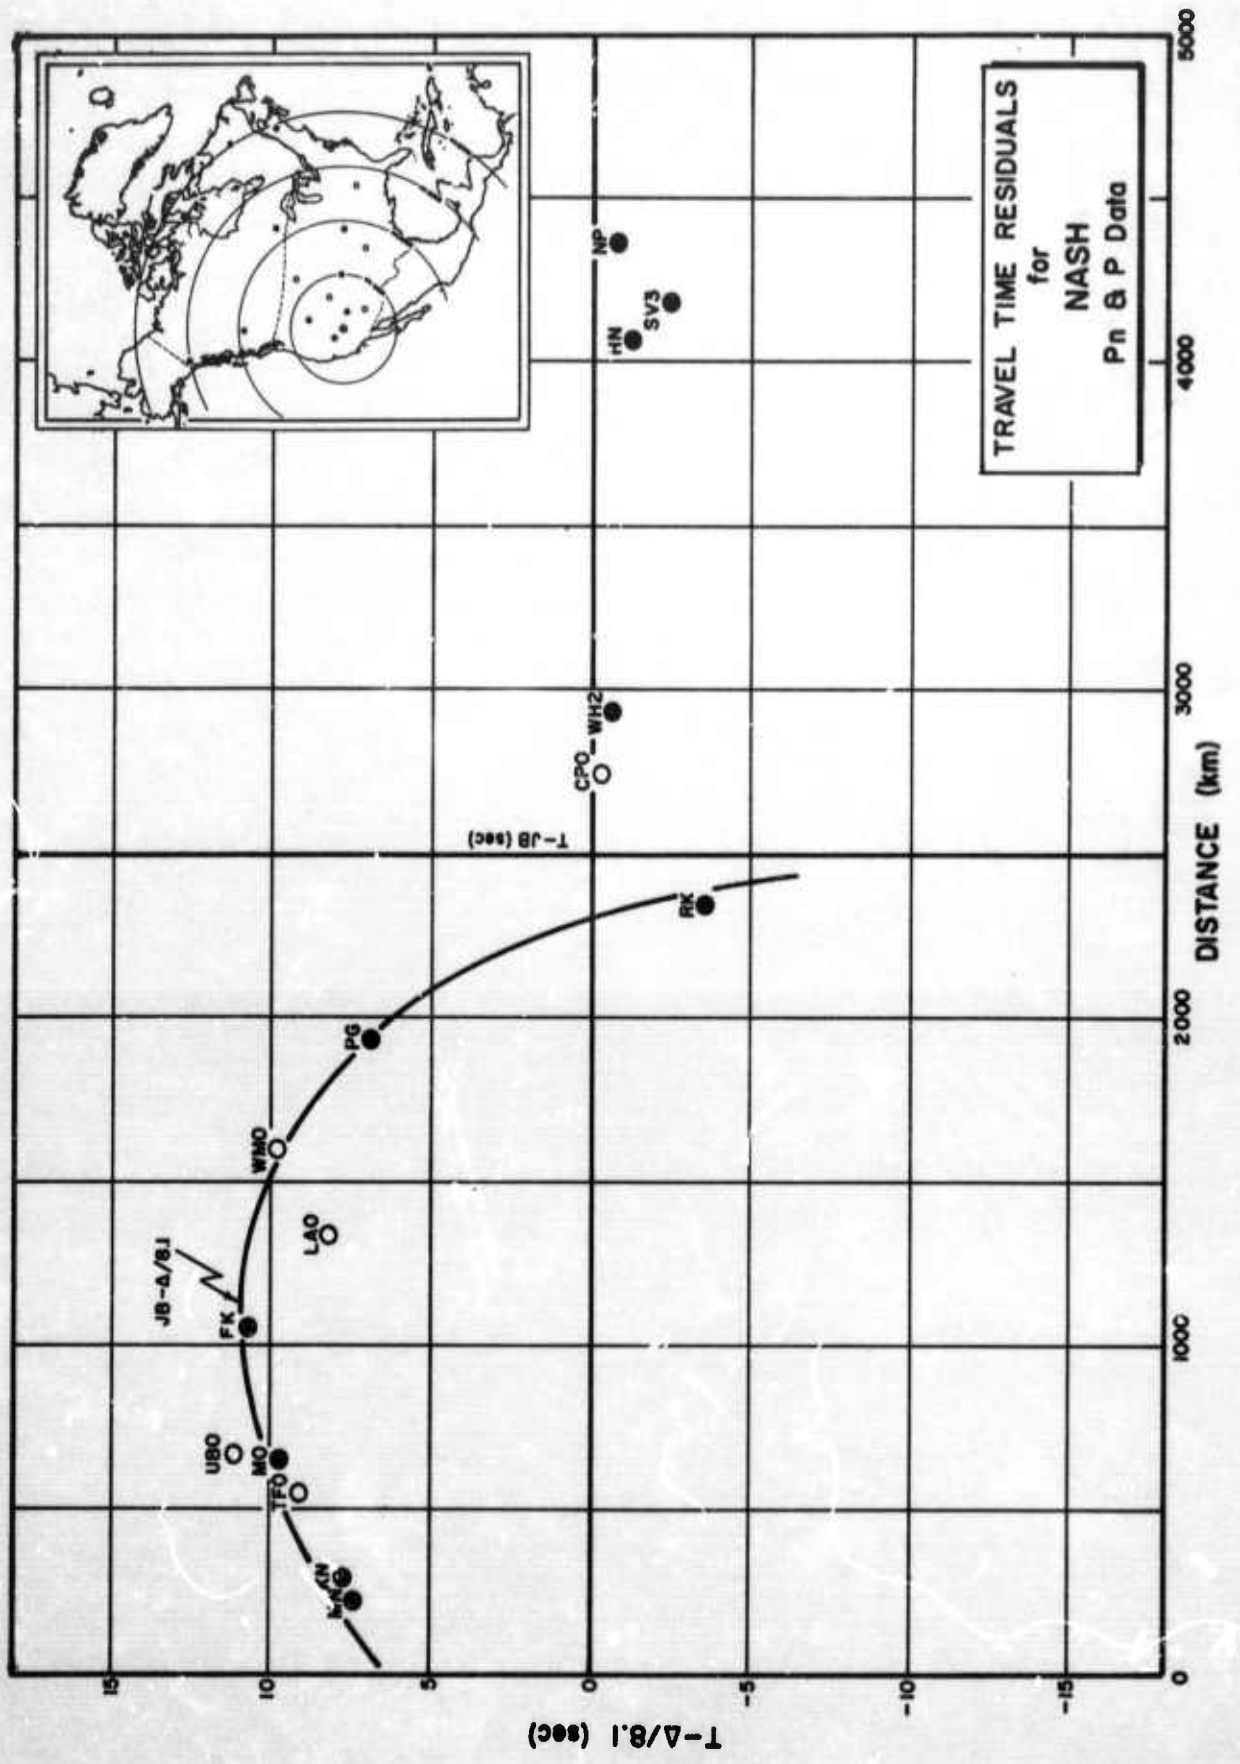 TRAVEL TIME RESIDUALS
for
NASH
Pn & P Data
T-Δ/8.1 (sec)
15
10
5
0
-5
-10
-15
DISTANCE (km)
0
1000
2000
3000
4000
5000
JB-Δ/8.1
T-JB (sec)
KN
TFO
MO
UBO
FK
LAO
WMO
PG
RK
CPO
WH2
HN
SV3
NP